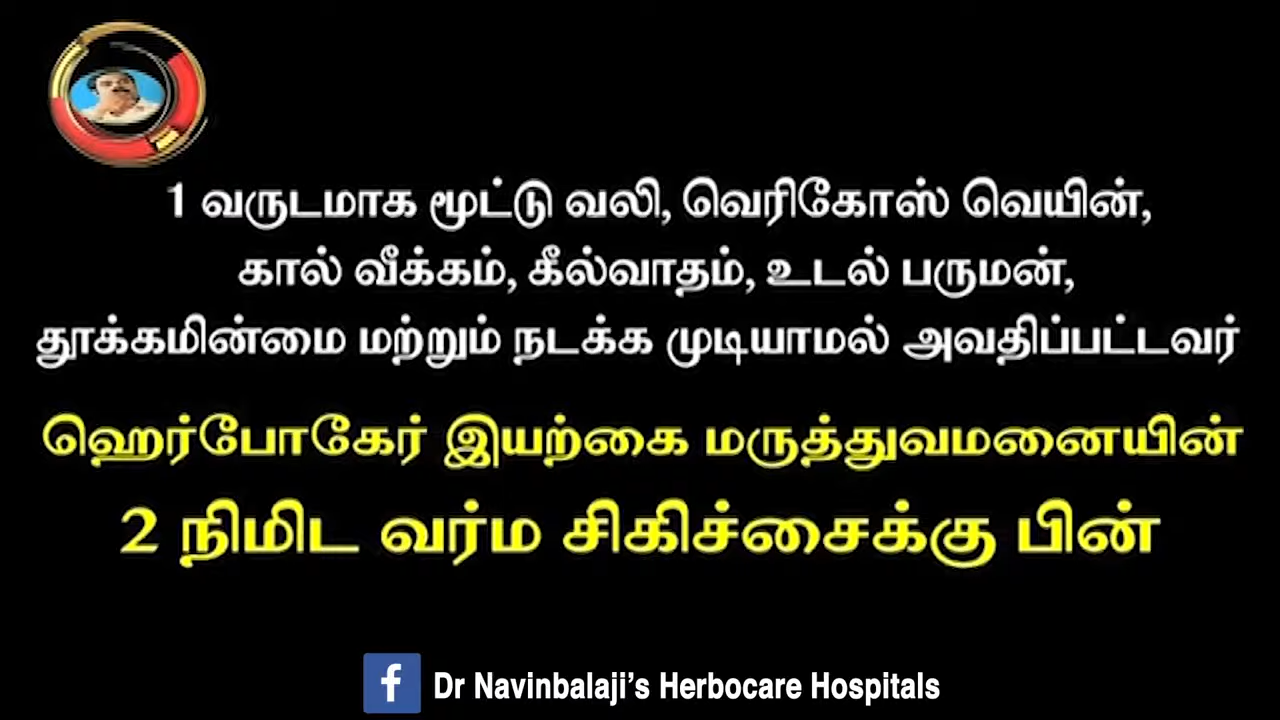 1 வருடமாக மூட்டு வலி, வெரிகோஸ் வெயின்,
கால் வீக்கம், கீல்வாதம், உடல் பருமன்,
தூக்கமின்மை மற்றும் நடக்க முடியாமல் அவதிப்பட்டவர்
ஹெர்போகேர் இயற்கை மருத்துவமனையின்
2 நிமிட வர்ம சிகிச்சைக்கு பின்
f Dr Navinbalaji’s Herbocare Hospitals